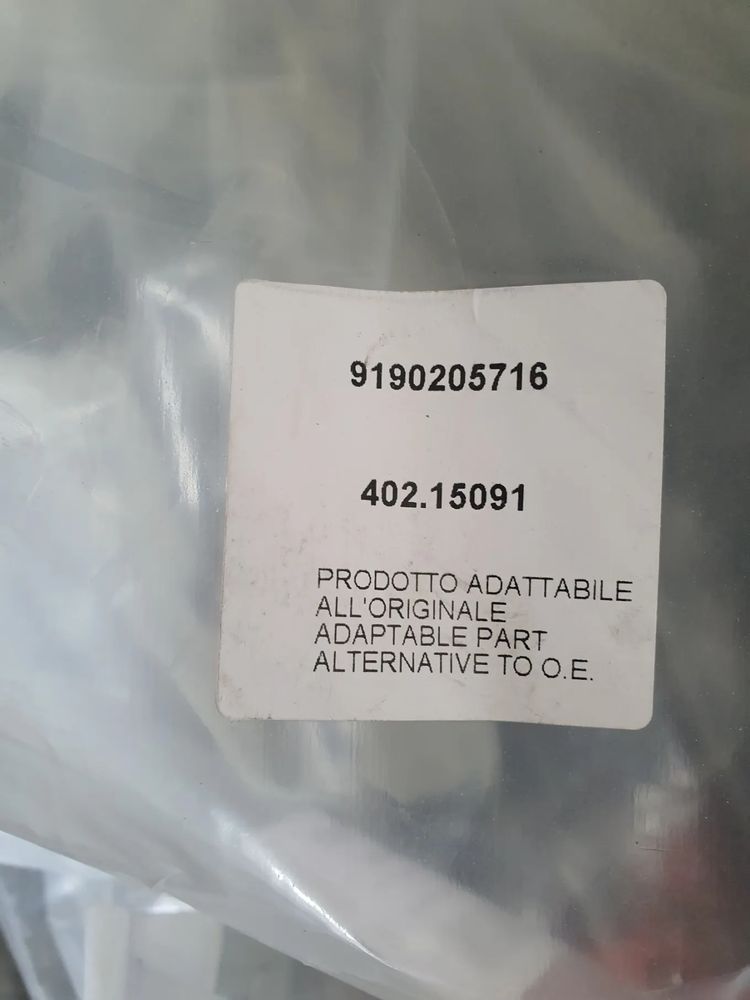 9190205716
402.15091
PRODOTTO ADATTABILE
ALL'ORIGINALE
ADAPTABLE PART
ALTERNATIVE TO O.E.